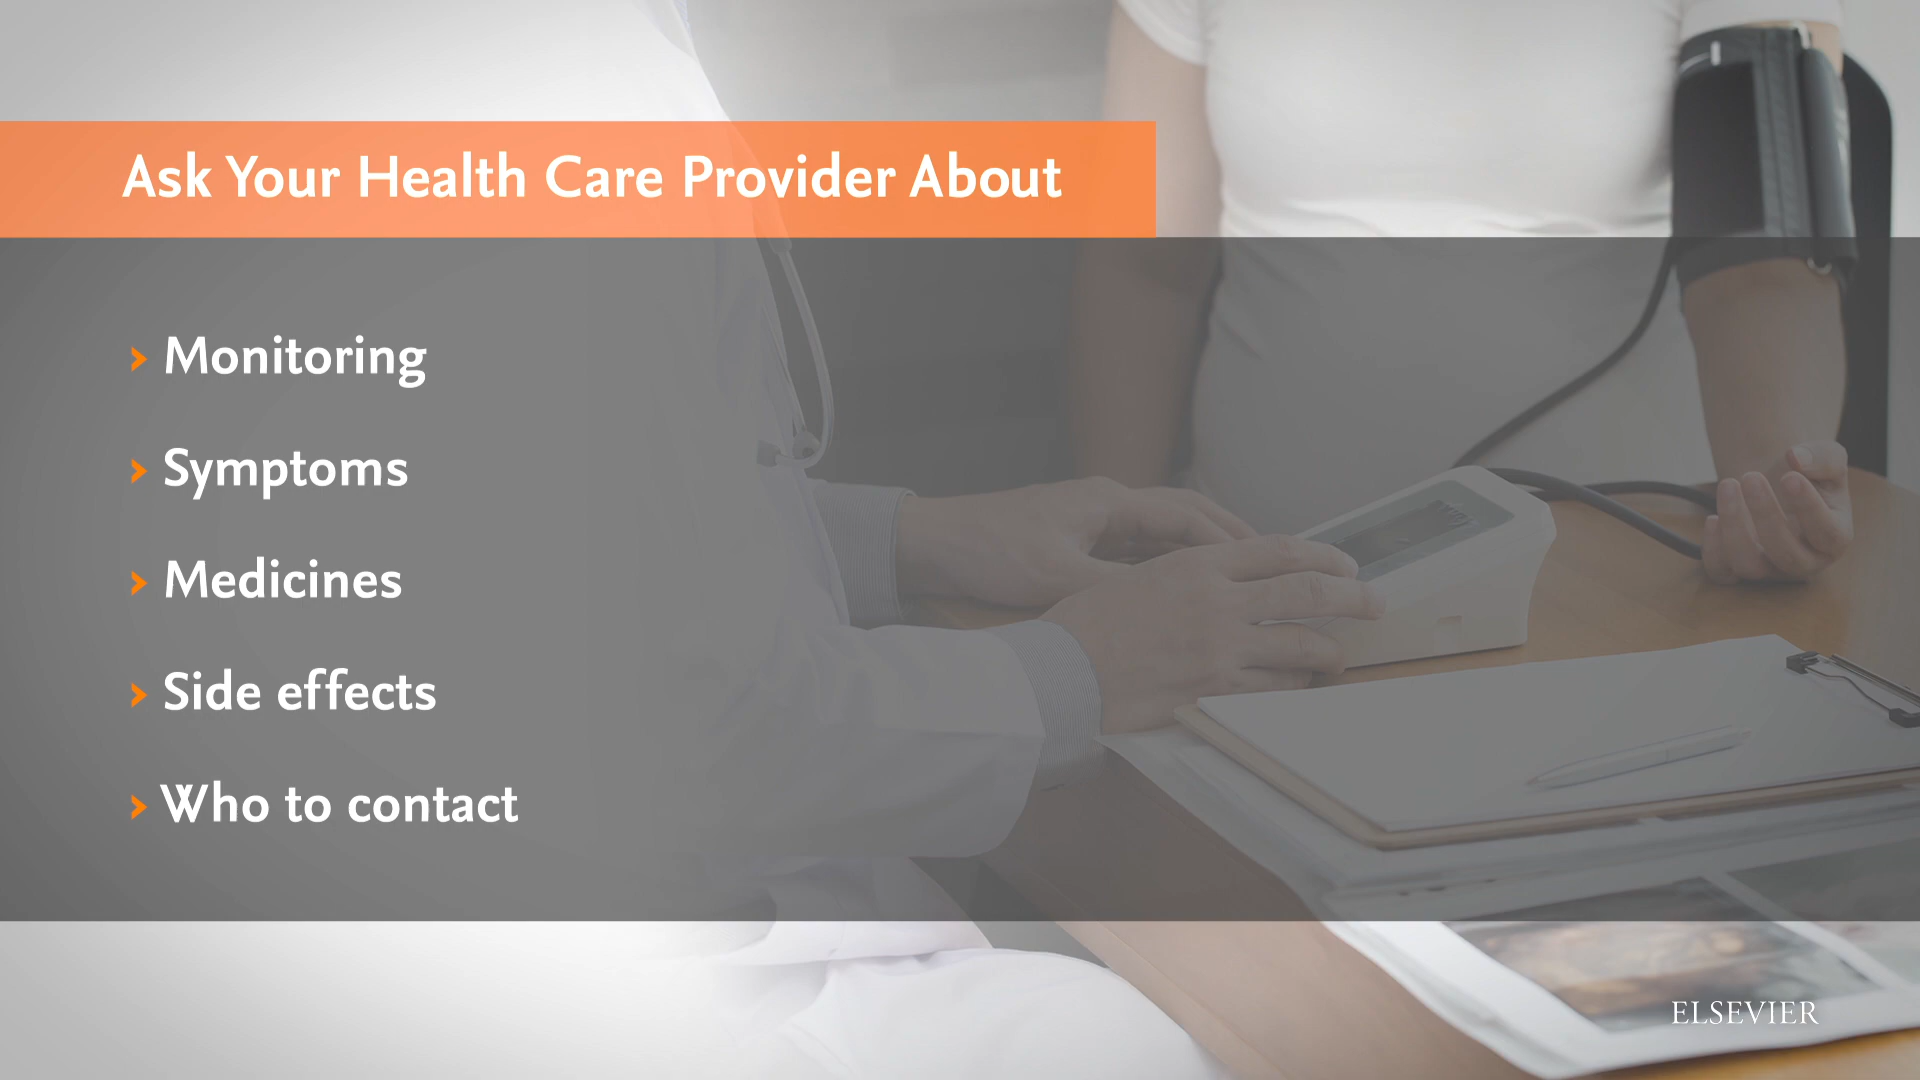 Ask Your Health Care Provider About
› Monitoring
› Symptoms
› Medicines
› Side effects
› Who to contact
ELSEVIER